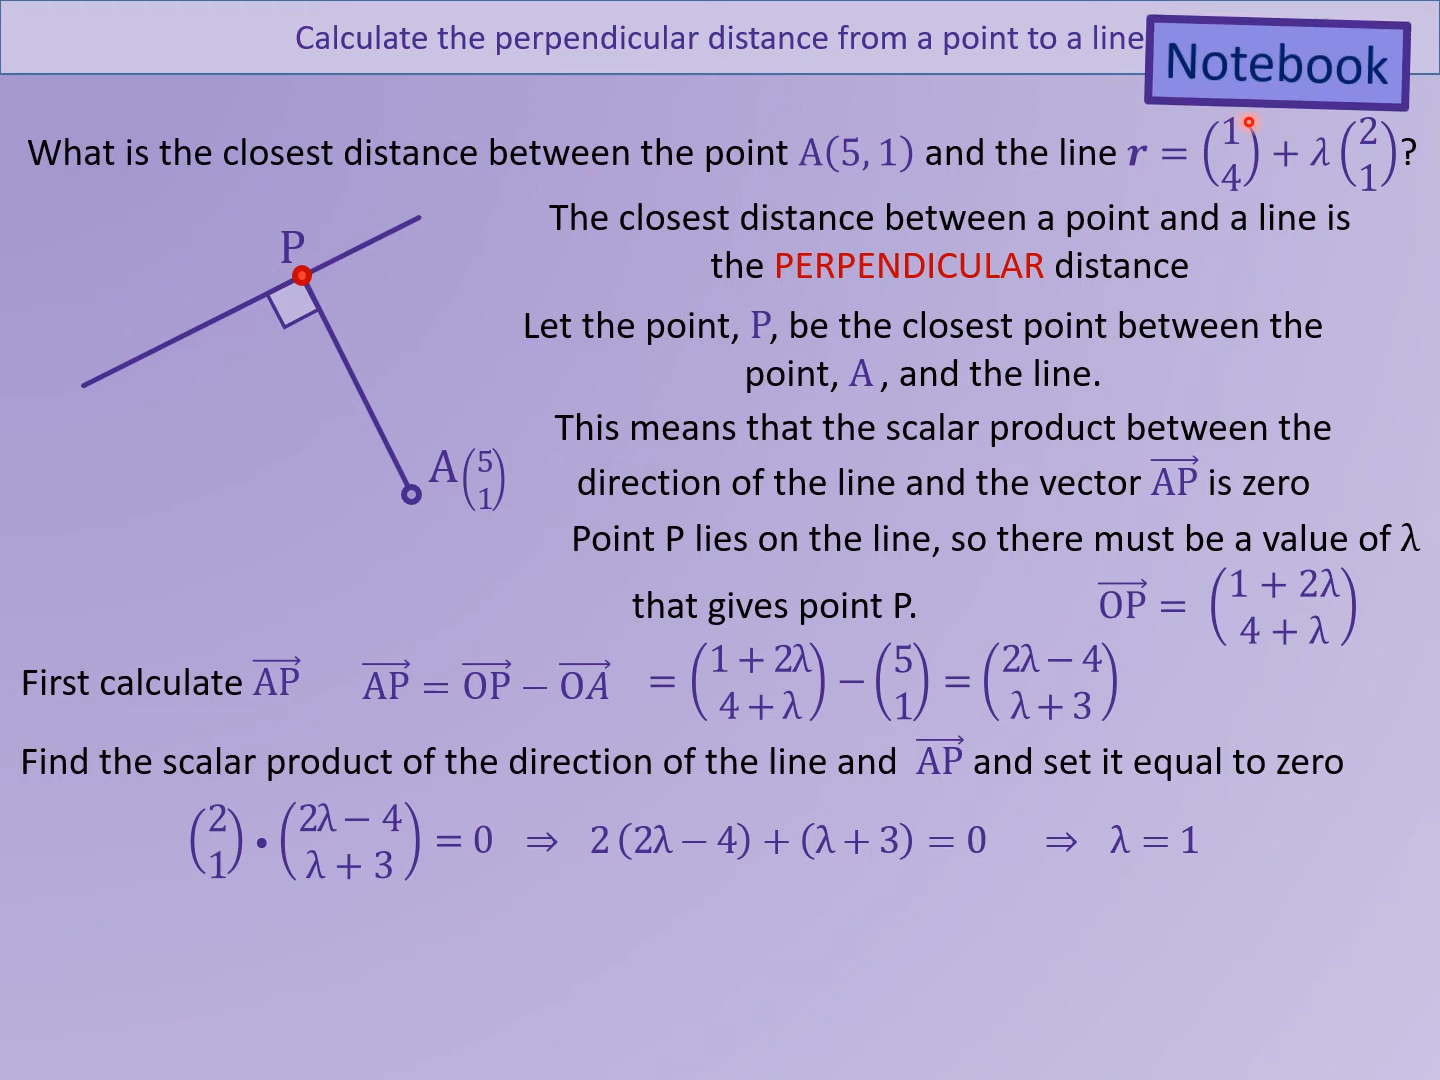 Calculate the perpendicular distance from a point to a line
Notebook
What is the closest distance between the point A(5, 1) and the line r = (1 4) + λ (2 1)?
The closest distance between a point and a line is
the PERPENDICULAR distance
P
Let the point, P, be the closest point between the
point, A , and the line.
This means that the scalar product between the
direction of the line and the vector AP⃗ is zero
A (5 1)
Point P lies on the line, so there must be a value of λ
that gives point P. OP⃗ = (1 + 2λ 4 + λ)
First calculate AP⃗ AP⃗ = OP⃗ − OA⃗ = (1 + 2λ 4 + λ) − (5 1) = (2λ − 4 λ + 3)
Find the scalar product of the direction of the line and AP⃗ and set it equal to zero
(2 1) • (2λ − 4 λ + 3) = 0 ⇒ 2 (2λ − 4) + (λ + 3) = 0 ⇒ λ = 1